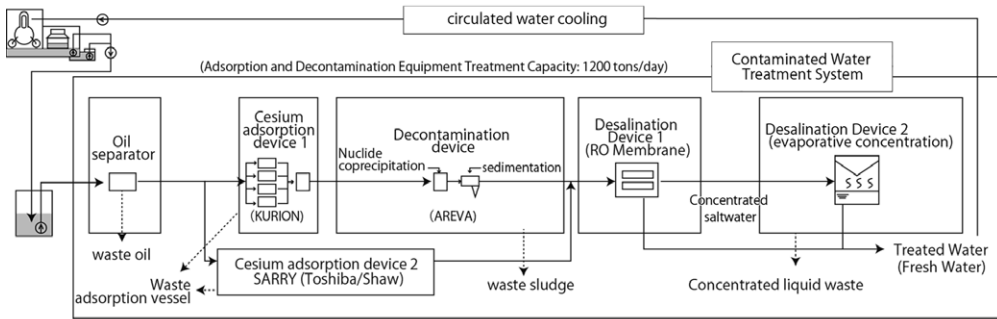 circulated water cooling
Contaminated Water
Treatment System
(Adsorption and Decontamination Equipment Treatment Capacity: 1200 tons/day)
Oil
separator
Cesium
adsorption
device 1
(KURION)
Decontamination
device
Nuclide
coprecipitation
sedimentation
(AREVA)
Desalination
Device 1
(RO Membrane)
Concentrated
saltwater
Desalination Device 2
(evaporative concentration)
waste oil
Waste
adsorption vessel
Cesium adsorption device 2
SARRY (Toshiba/Shaw)
waste sludge
Concentrated liquid waste
Treated Water
(Fresh Water)